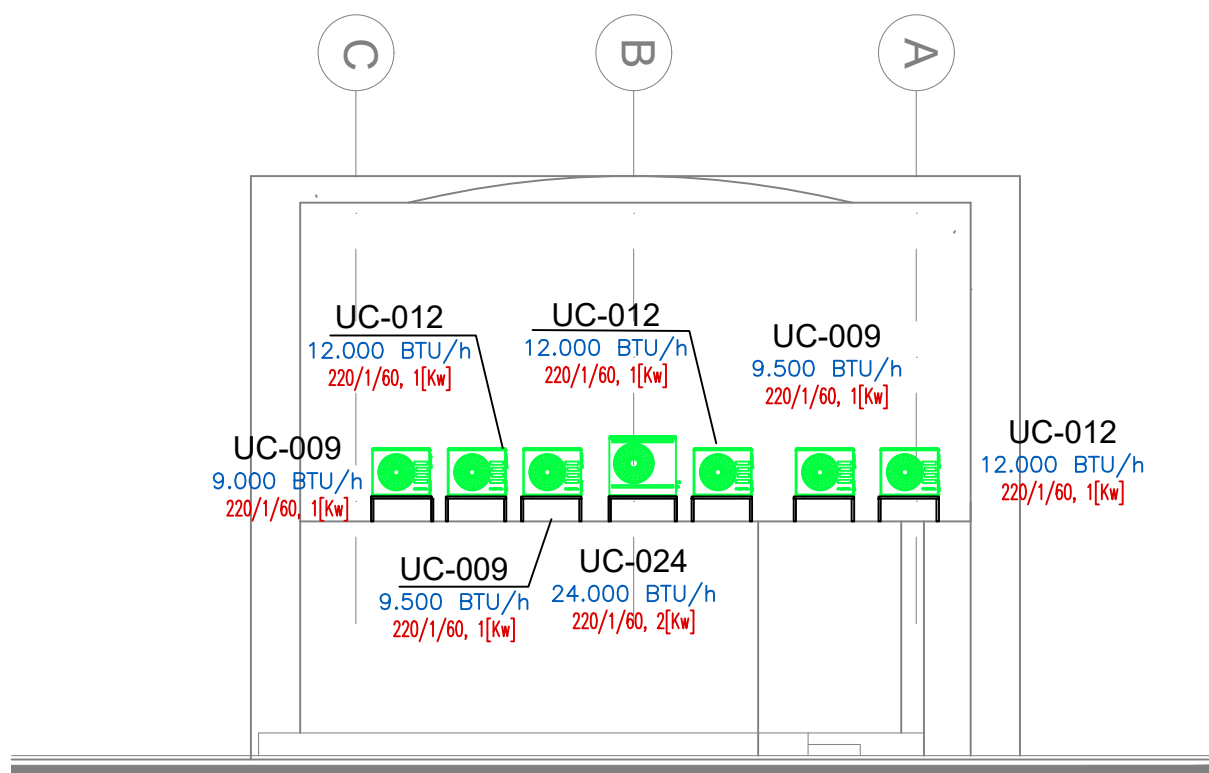 C
B
A
UC-012
12.000 BTU/h
220/1/60, 1[Kw]
UC-012
12.000 BTU/h
220/1/60, 1[Kw]
UC-009
9.500 BTU/h
220/1/60, 1[Kw]
UC-009
9.000 BTU/h
220/1/60, 1[Kw]
UC-012
12.000 BTU/h
220/1/60, 1[Kw]
UC-009
9.500 BTU/h
220/1/60, 1[Kw]
UC-024
24.000 BTU/h
220/1/60, 2[Kw]